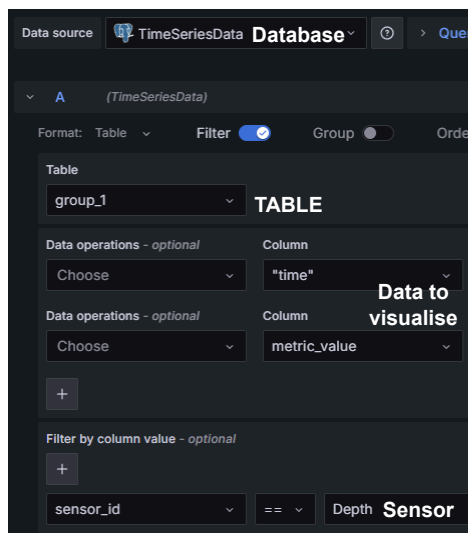 Data source TimeSeriesData Database Que
A (TimeSeriesData)
Format: Table Filter Group Orde
Table
group_1 TABLE
Data operations - optional Column
Choose "time"
Data to
visualise
Data operations - optional Column
Choose metric_value
+
Filter by column value - optional
+
sensor_id == Depth Sensor